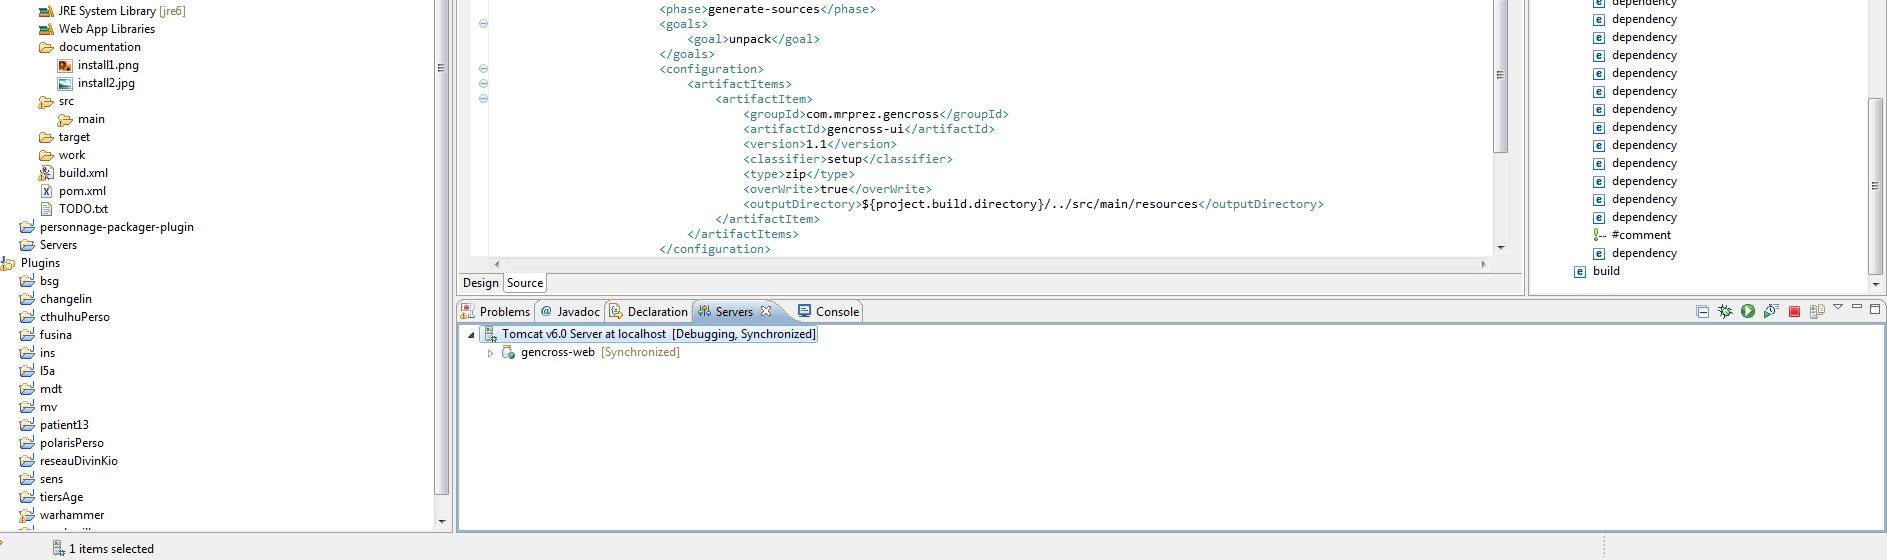 JRE System Library [jre6]
Web App Libraries
documentation
install1.png
install2.jpg
src
main
target
work
build.xml
pom.xml
TODO.txt
personnage-packager-plugin
Servers
Plugins
bsg
changelin
cthulhuPerso
fusina
ins
l5a
mdt
mv
patient13
polarisPerso
reseauDivinKio
sens
tiersAge
warhammer
<phase>generate-sources</phase>
<goals>
<goal>unpack</goal>
</goals>
<configuration>
<artifactItems>
<artifactItem>
<groupId>com.mrprez.gencross</groupId>
<artifactId>gencross-ui</artifactId>
<version>1.1</version>
<classifier>setup</classifier>
<type>zip</type>
<overWrite>true</overWrite>
<outputDirectory>${project.build.directory}/../src/main/resources</outputDirectory>
</artifactItem>
</artifactItems>
</configuration>
Design Source
dependency
dependency
dependency
dependency
dependency
dependency
dependency
dependency
dependency
dependency
dependency
dependency
dependency
#comment
dependency
build
Problems Javadoc Declaration Servers Console
Tomcat v6.0 Server at localhost [Debugging, Synchronized]
gencross-web [Synchronized]
1 items selected